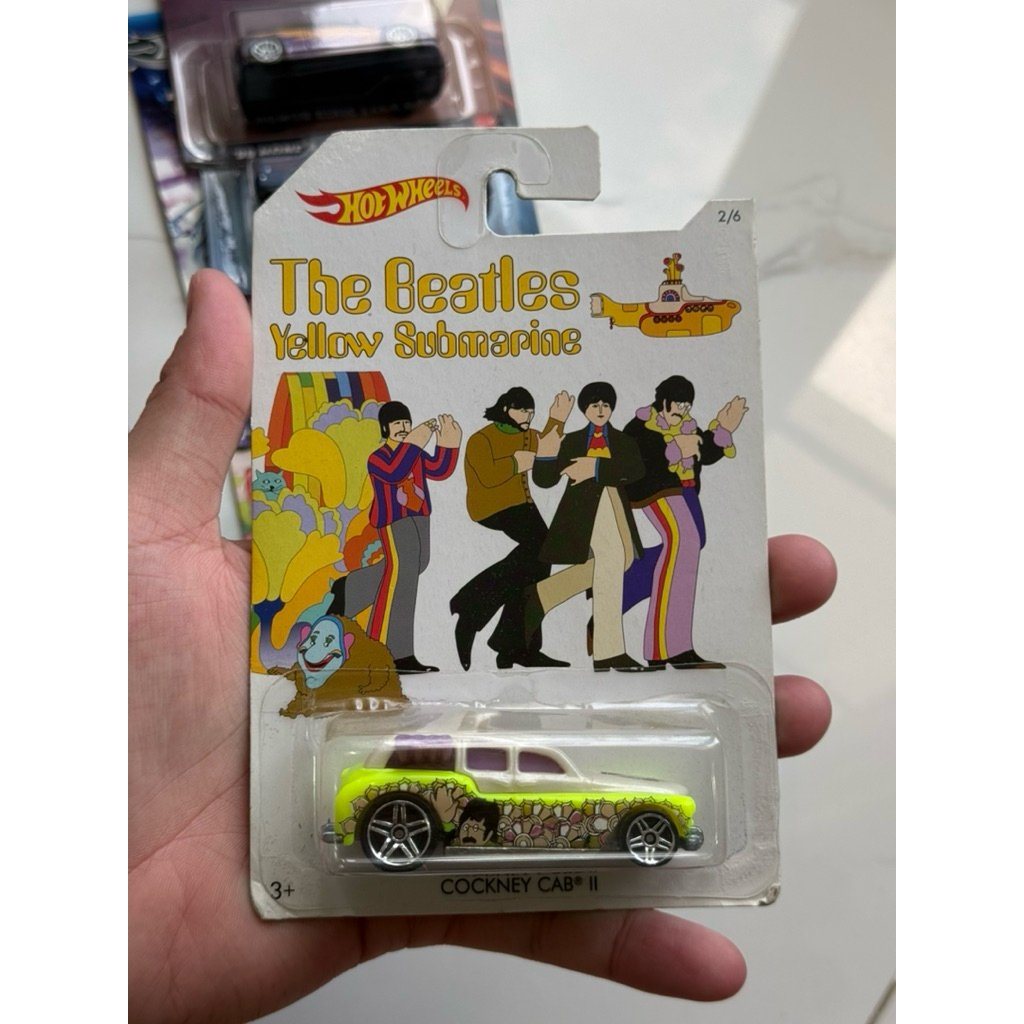 HOT WHEELS
2/6
The Beatles
Yellow Submarine
3+
COCKNEY CAB® II